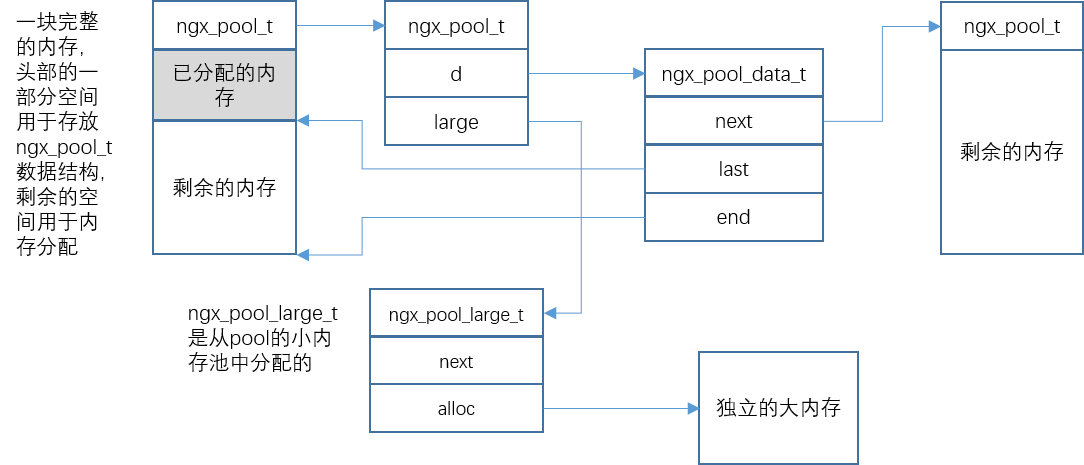 一块完整
的内存,
头部的一
部分空间
用于存放
ngx_pool_t
数据结构,
剩余的空
间用于内
存分配
ngx_pool_t
已分配的内
存
剩余的内存
ngx_pool_t
d
large
ngx_pool_data_t
next
last
end
ngx_pool_t
剩余的内存
ngx_pool_large_t
是从pool的小内
存池中分配的
ngx_pool_large_t
next
alloc
独立的大内存